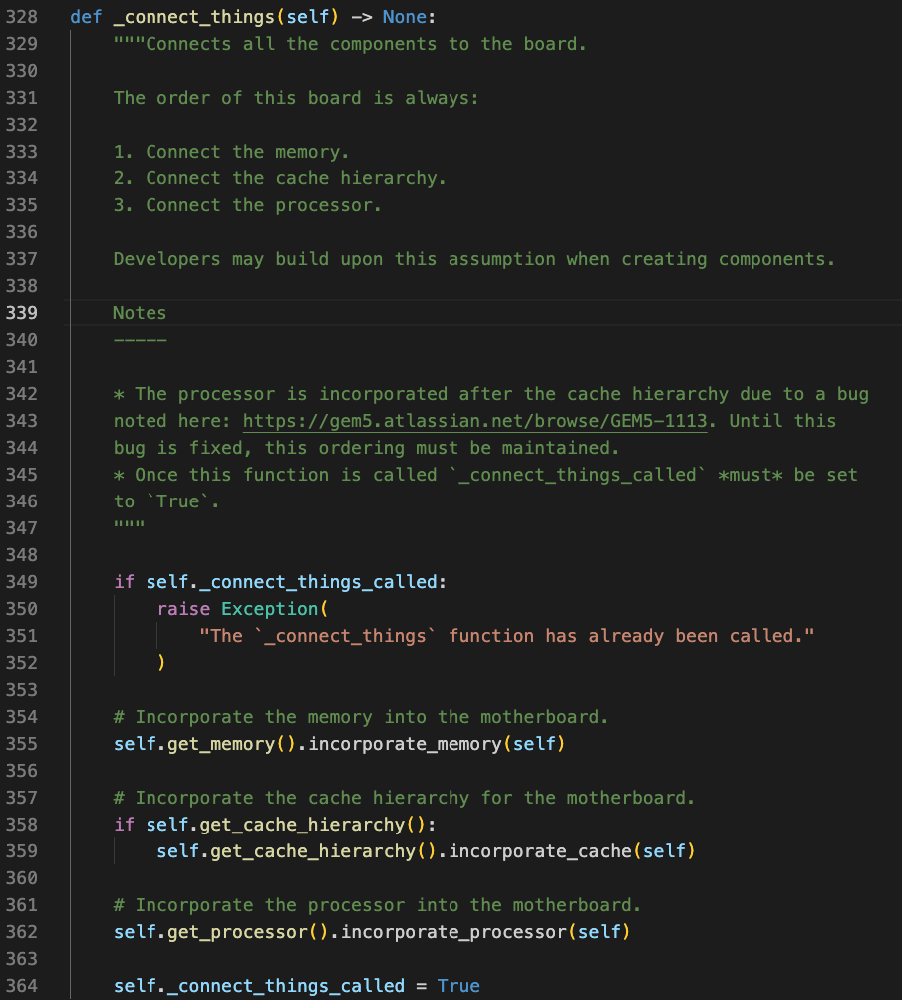 328 def _connect_things(self) -> None:
329 """Connects all the components to the board.
330
331 The order of this board is always:
332
333 1. Connect the memory.
334 2. Connect the cache hierarchy.
335 3. Connect the processor.
336
337 Developers may build upon this assumption when creating components.
338
339 Notes
340 -----
341
342 * The processor is incorporated after the cache hierarchy due to a bug
343 noted here: https://gem5.atlassian.net/browse/GEM5-1113. Until this
344 bug is fixed, this ordering must be maintained.
345 * Once this function is called `_connect_things_called` *must* be set
346 to `True`.
347 """
348
349 if self._connect_things_called:
350 raise Exception(
351 "The `_connect_things` function has already been called."
352 )
353
354 # Incorporate the memory into the motherboard.
355 self.get_memory().incorporate_memory(self)
356
357 # Incorporate the cache hierarchy for the motherboard.
358 if self.get_cache_hierarchy():
359 self.get_cache_hierarchy().incorporate_cache(self)
360
361 # Incorporate the processor into the motherboard.
362 self.get_processor().incorporate_processor(self)
363
364 self._connect_things_called = True